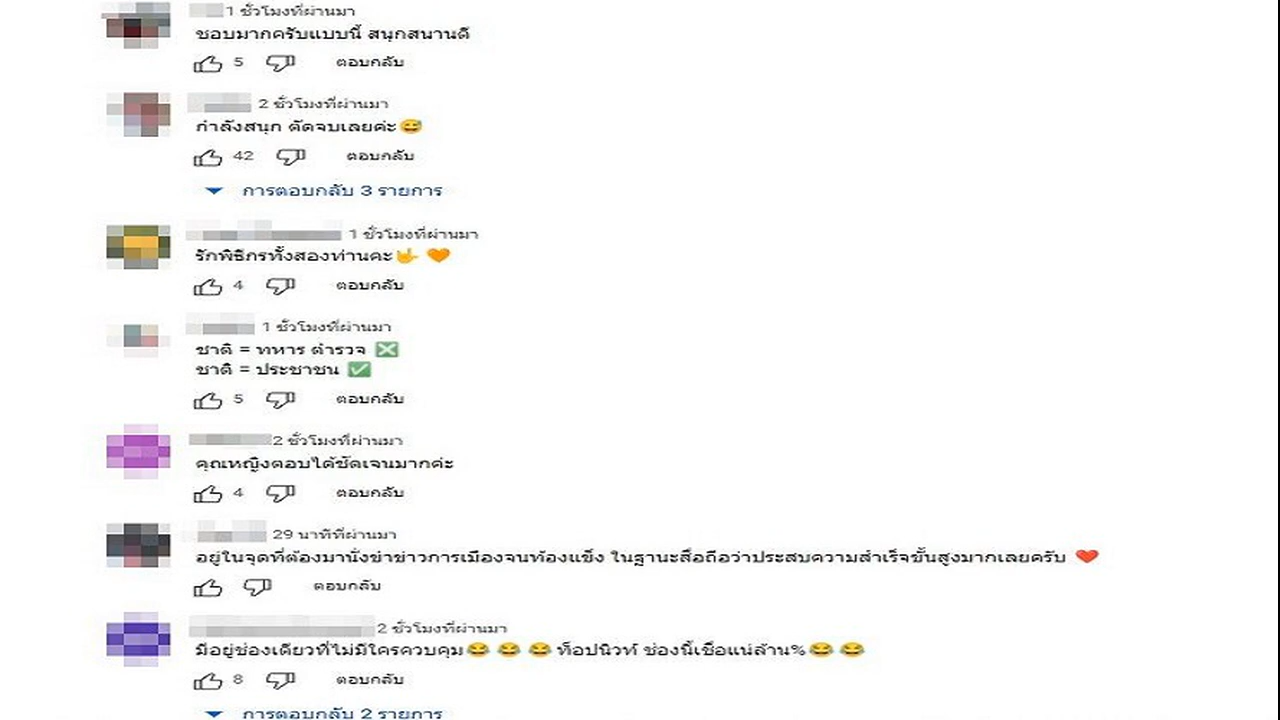 1 ชั่วโมงที่ผ่านมา
ชอบมากครับแบบนี้ สนุกสนานดี
5 ตอบกลับ
2 ชั่วโมงที่ผ่านมา
กำลังสนุก ตัดจบเลยค่ะ😅
42 ตอบกลับ
การตอบกลับ 3 รายการ
1 ชั่วโมงที่ผ่านมา
รักพิธีกรทั้งสองท่านคะ🤟 🧡
4 ตอบกลับ
1 ชั่วโมงที่ผ่านมา
ชาติ = ทหาร ตำรวจ ❎
ชาติ = ประชาชน ✅
5 ตอบกลับ
2 ชั่วโมงที่ผ่านมา
คุณหญิงตอบได้ชัดเจนมากค่ะ
4 ตอบกลับ
29 นาทีที่ผ่านมา
อยู่ในจุดที่ต้องมานั่งขำข่าวการเมืองจนท้องแข็ง ในฐานะสื่อถือว่าประสบความสำเร็จขั้นสูงมากเลยครับ ❤️
ตอบกลับ
2 ชั่วโมงที่ผ่านมา
มีอยู่ช่องเดียวที่ไม่มีใครควบคุม😂 😂 😂 ท็อปนิวท์ ช่องนี้เชื่อแน่ล้าน%😂 😂
8 ตอบกลับ
การตอบกลับ 2 รายการ